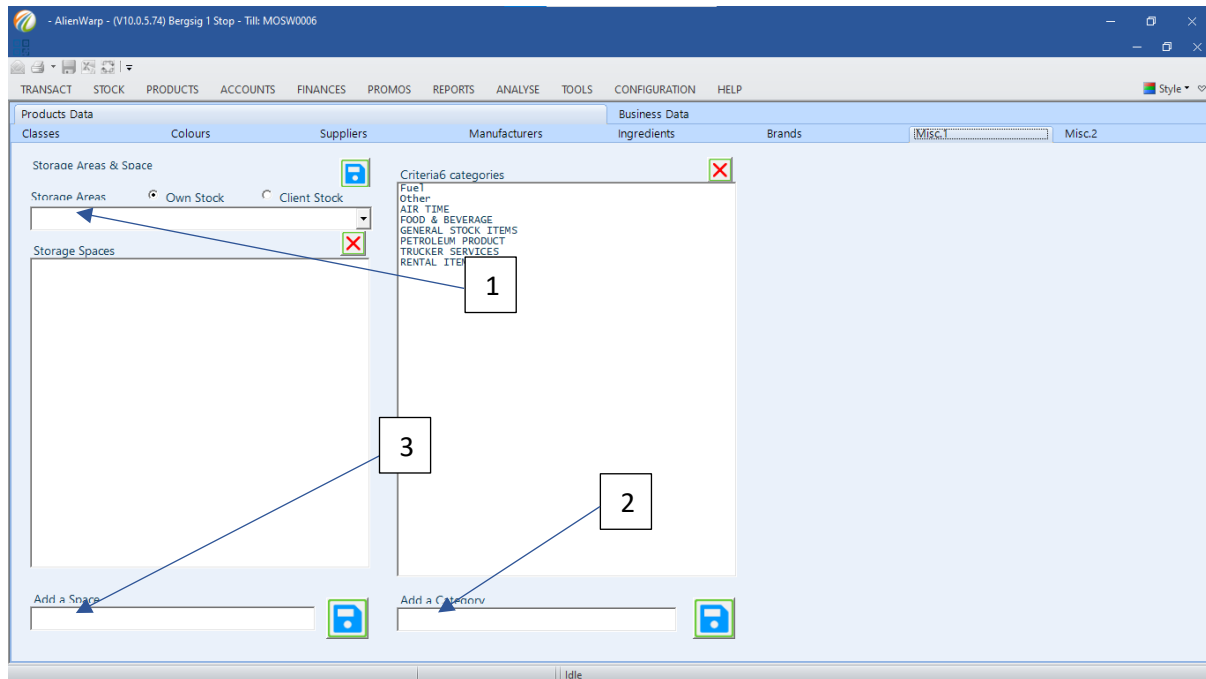 - AlienWarp - (V10.0.5.74) Bergsig 1 Stop - Till: MOSW0006
TRANSACT STOCK PRODUCTS ACCOUNTS FINANCES PROMOS REPORTS ANALYSE TOOLS CONFIGURATION HELP Style
Products Data Business Data
Classes Colours Suppliers Manufacturers Ingredients Brands Misc.1 Misc.2
Storage Areas & Space
Storage Areas Own Stock Client Stock
Storage Spaces
1
3
Add a Space
Criteria6 categories
Fuel
Other
AIR TIME
FOOD & BEVERAGE
GENERAL STOCK ITEMS
PETROLEUM PRODUCT
TRUCKER SERVICES
RENTAL
2
Add a Category
Idle